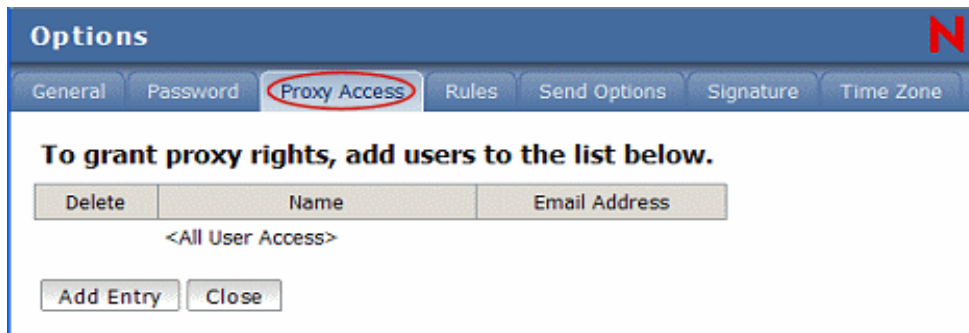 Options N
General Password Proxy Access Rules Send Options Signature Time Zone
To grant proxy rights, add users to the list below.
Delete Name Email Address
<All User Access>
Add Entry Close